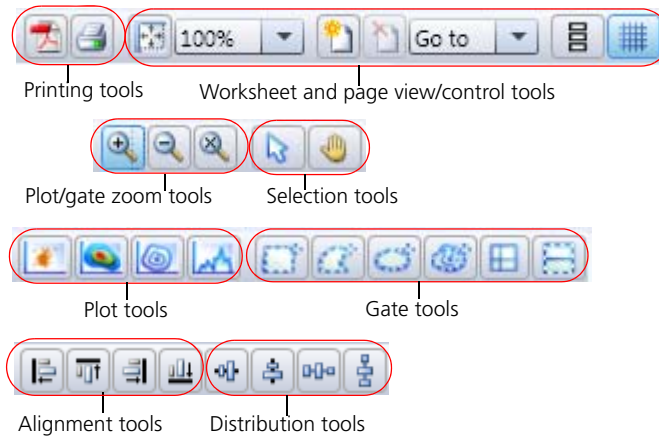 100%
Go to
Printing tools
Worksheet and page view/control tools
Plot/gate zoom tools
Selection tools
Plot tools
Gate tools
Alignment tools
Distribution tools